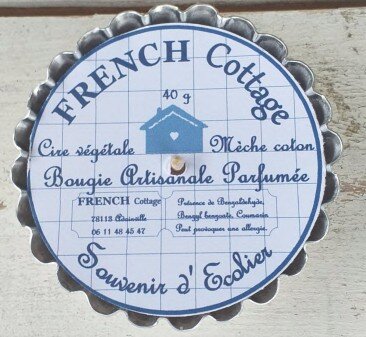 FRENCH Cottage
40 g
Cire végétale
Mèche coton
Bougie Artisanale Parfumée
FRENCH Cottage
78113 Adainville
06 11 48 45 47
Présence de Benzaldehyde,
Benzyl benzoate, Coumarin
Peut provoquer une allergie.
Souvenir d' Ecolier